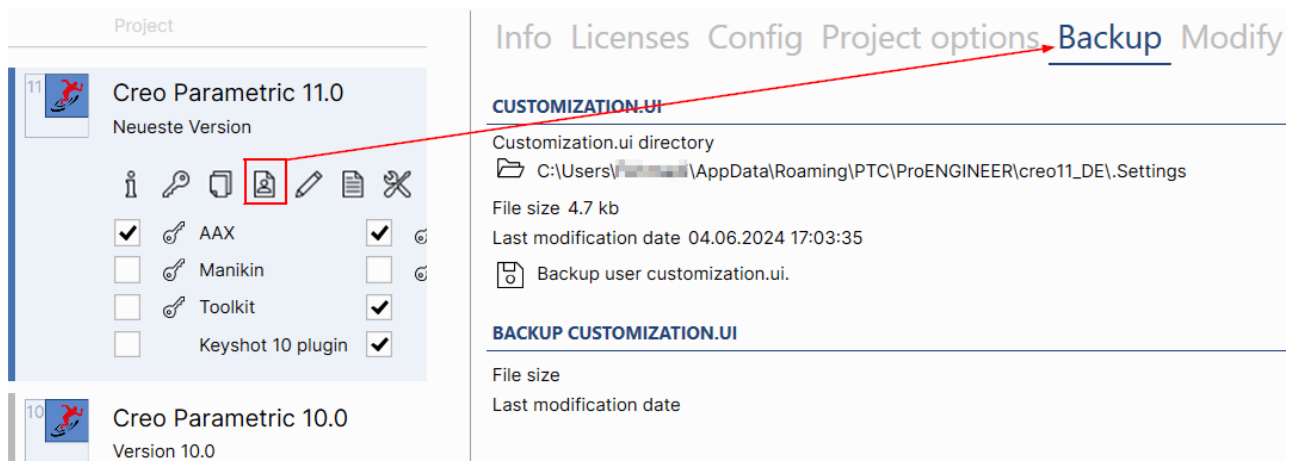 Project
11
Creo Parametric 11.0
Neueste Version
AAX
Manikin
Toolkit
Keyshot 10 plugin
10
Creo Parametric 10.0
Version 10.0
Info Licenses Config Project options Backup Modify
CUSTOMIZATION.UI
Customization.ui directory
C:\Users\ \AppData\Roaming\PTC\ProENGINEER\creo11_DE\.Settings
File size 4.7 kb
Last modification date 04.06.2024 17:03:35
Backup user customization.ui.
BACKUP CUSTOMIZATION.UI
File size
Last modification date